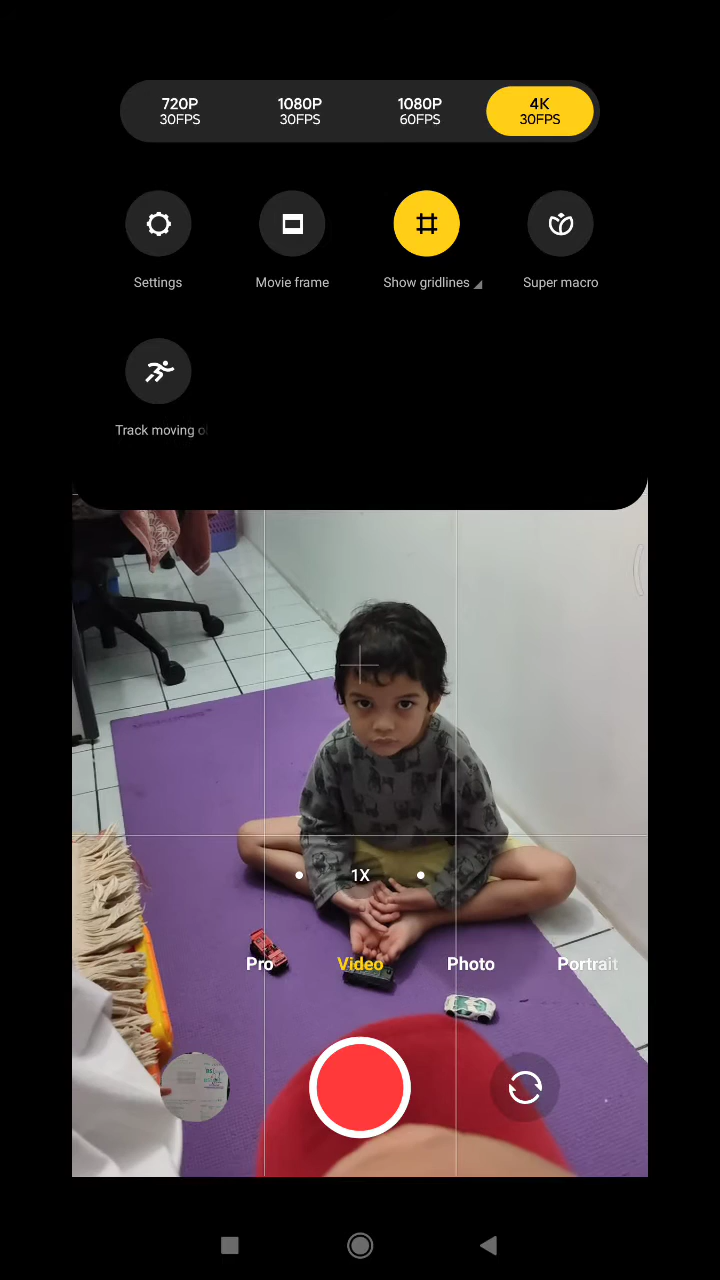 720P
30FPS
1080P
30FPS
1080P
60FPS
4K
30FPS
Settings
Movie frame
Show gridlines
Super macro
Track moving
1X
Pro
Video
Photo
Portrait